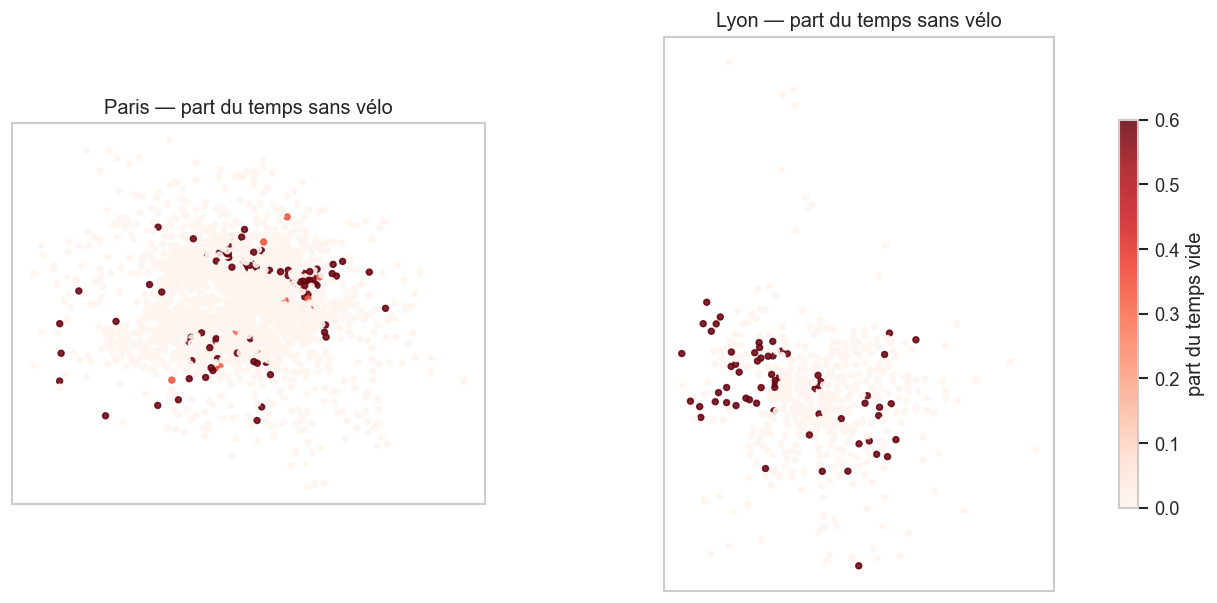 Paris — part du temps sans vélo
Lyon — part du temps sans vélo
0.6
0.5
0.4
0.3
0.2
0.1
0.0
part du temps vide